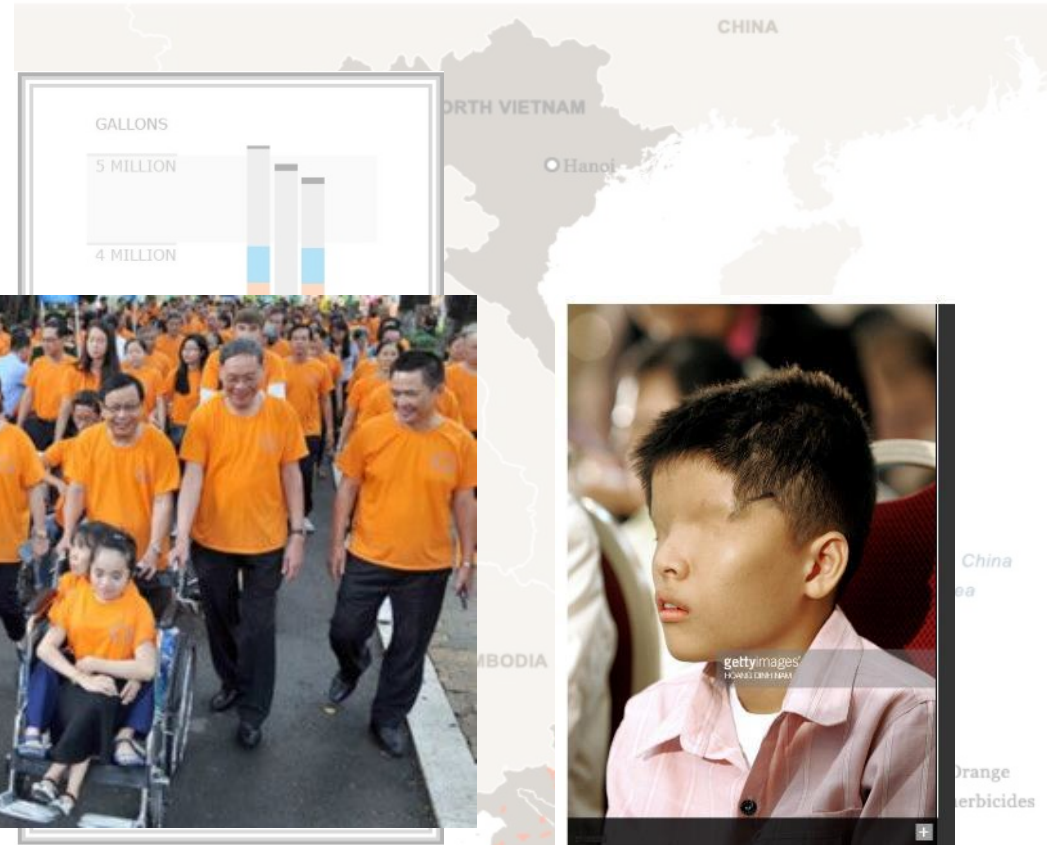 CHINA
GALLONS
ORTH VIETNAM
5 MILLION
Hanoi
4 MILLION
China
ea
MBODIA
gettyimages
HOANG DINH NAM
Orange
erbicides